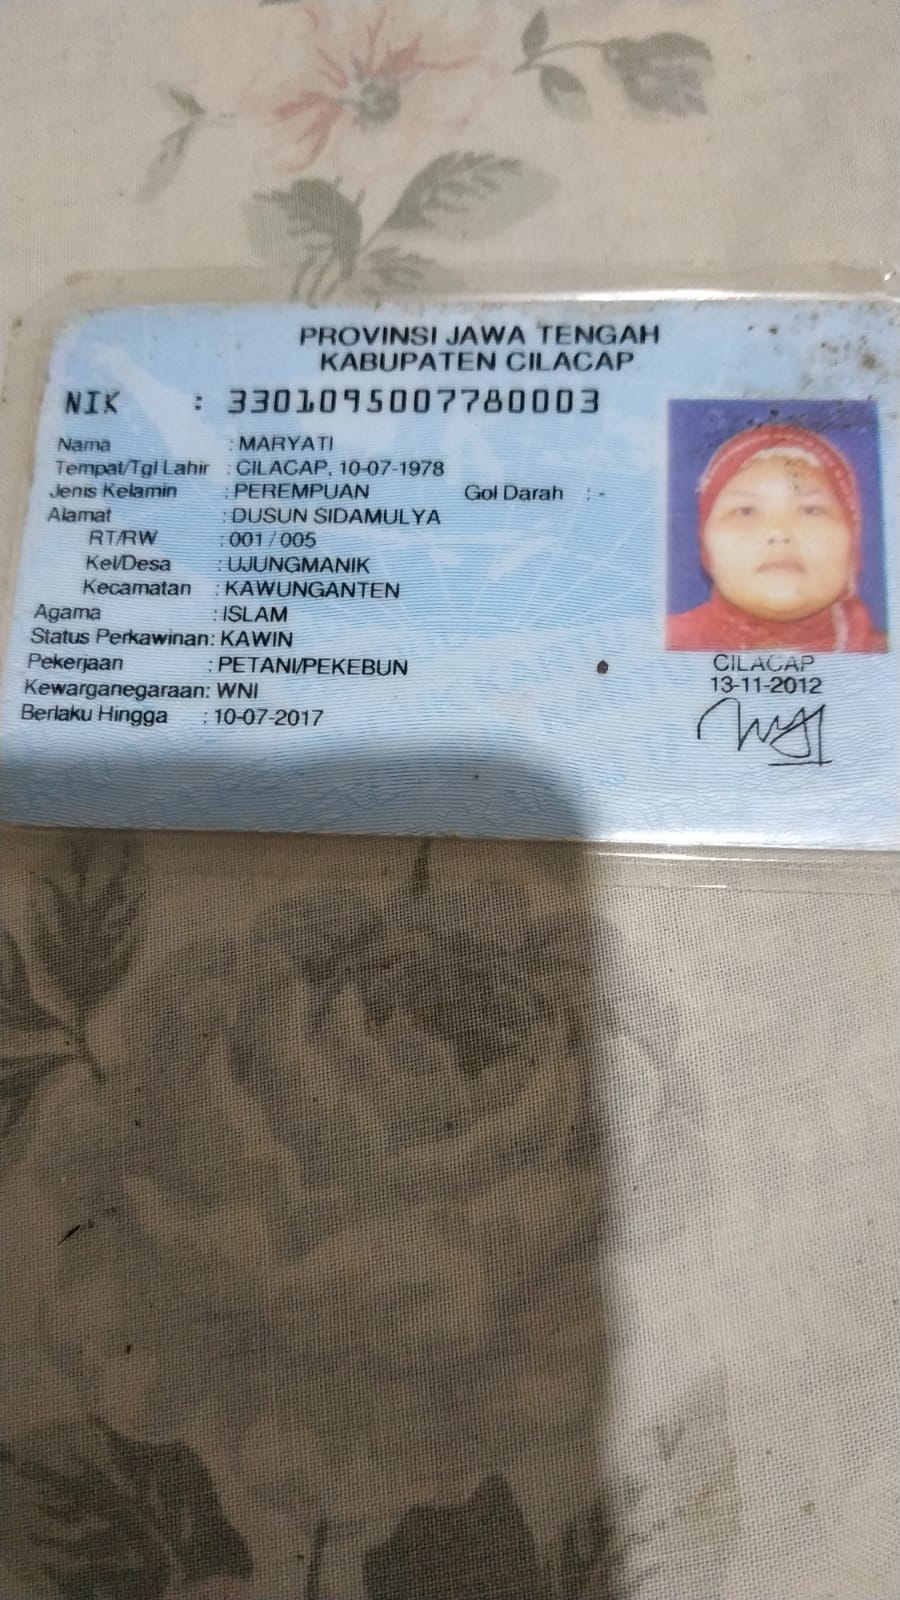 PROVINSI JAWA TENGAH
KABUPATEN CILACAP
NIK : 3301095007780003
Nama : MARYATI
Tempat/Tgl Lahir : CILACAP, 10-07-1978
Jenis Kelamin : PEREMPUAN Gol Darah : -
Alamat : DUSUN SIDAMULYA
RT/RW : 001 / 005
Kel/Desa : UJUNGMANIK
Kecamatan : KAWUNGANTEN
Agama : ISLAM
Status Perkawinan: KAWIN
Pekerjaan : PETANI/PEKEBUN
Kewarganegaraan: WNI
Berlaku Hingga : 10-07-2017
CILACAP
13-11-2012